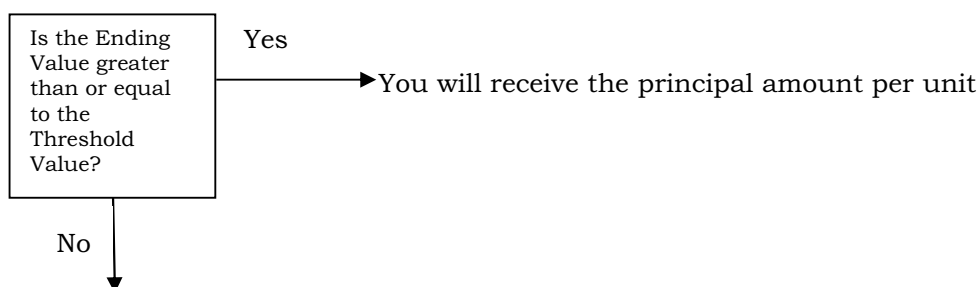 Is the Ending
Value greater
than or equal
to the
Threshold
Value?
Yes
You will receive the principal amount per unit
No